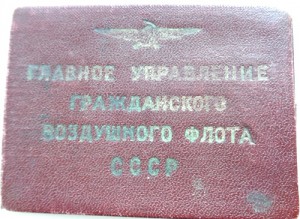 ГЛАВНОЕ УПРАВЛЕНИЕ
ГРАЖДАНСКОГО
ВОЗДУШНОГО ФЛОТА
СССР